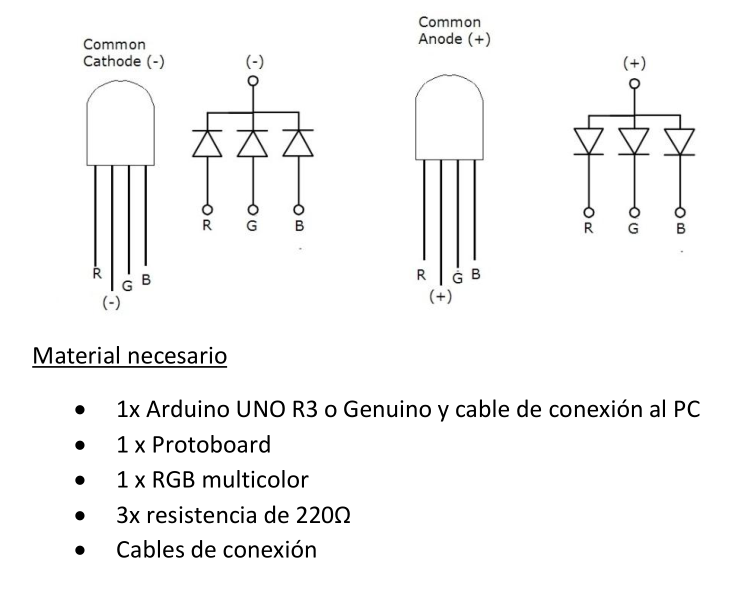 Common
Cathode (-)
(-)
R
G
B
R
(-)
G
B
Common
Anode (+)
(+)
R
G
B
R
(+)
G
B
Material necesario
• 1x Arduino UNO R3 o Genuino y cable de conexión al PC
• 1 x Protoboard
• 1 x RGB multicolor
• 3x resistencia de 220Ω
• Cables de conexión